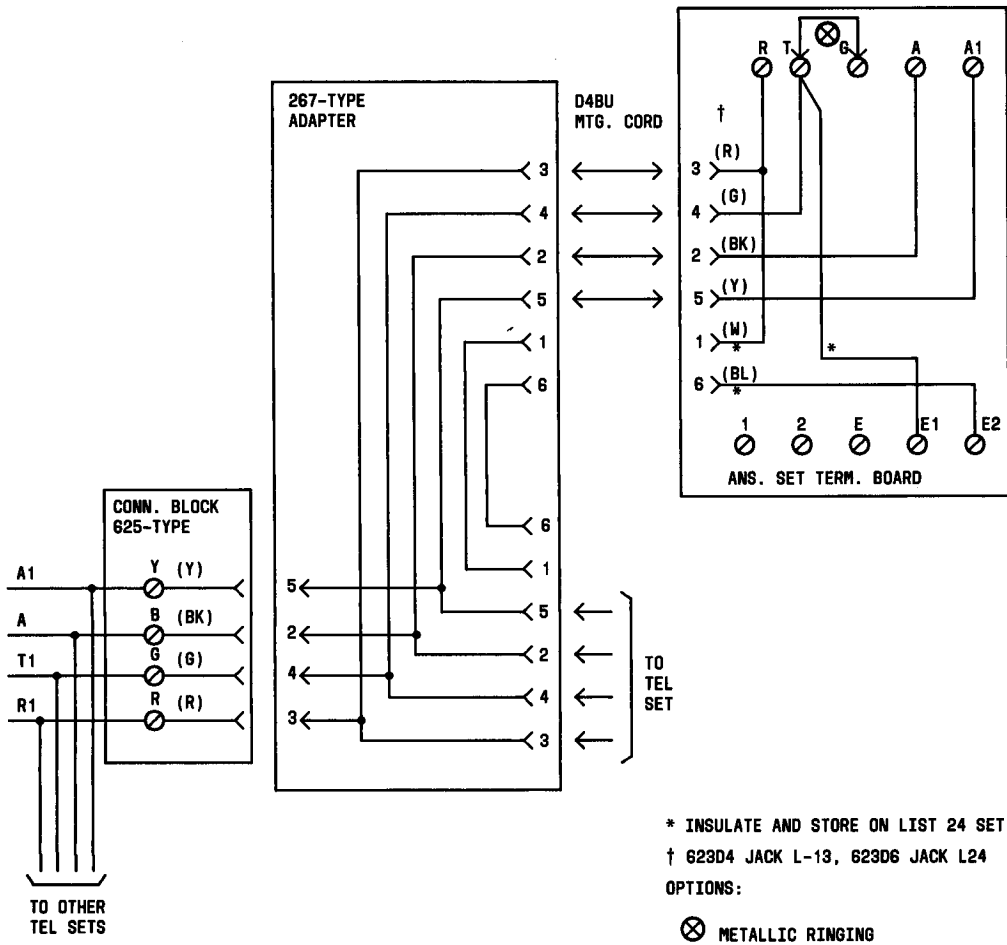 267-TYPE
ADAPTER
D4BU
MTG. CORD
R T G A A1
†
3 (R)
4 (G)
2 (BK)
5 (Y)
1 (W)
*
*
6 (BL)
*
1 2 E E1 E2
ANS. SET TERM. BOARD
3
4
2
5
1
6
6
1
5
2
4
3
TO
TEL
SET
CONN. BLOCK
625-TYPE
A1 Y (Y) 5
A B (BK) 2
T1 G (G) 4
R1 R (R) 3
TO OTHER
TEL SETS
* INSULATE AND STORE ON LIST 24 SET
† 623D4 JACK L-13, 623D6 JACK L24
OPTIONS:
METALLIC RINGING